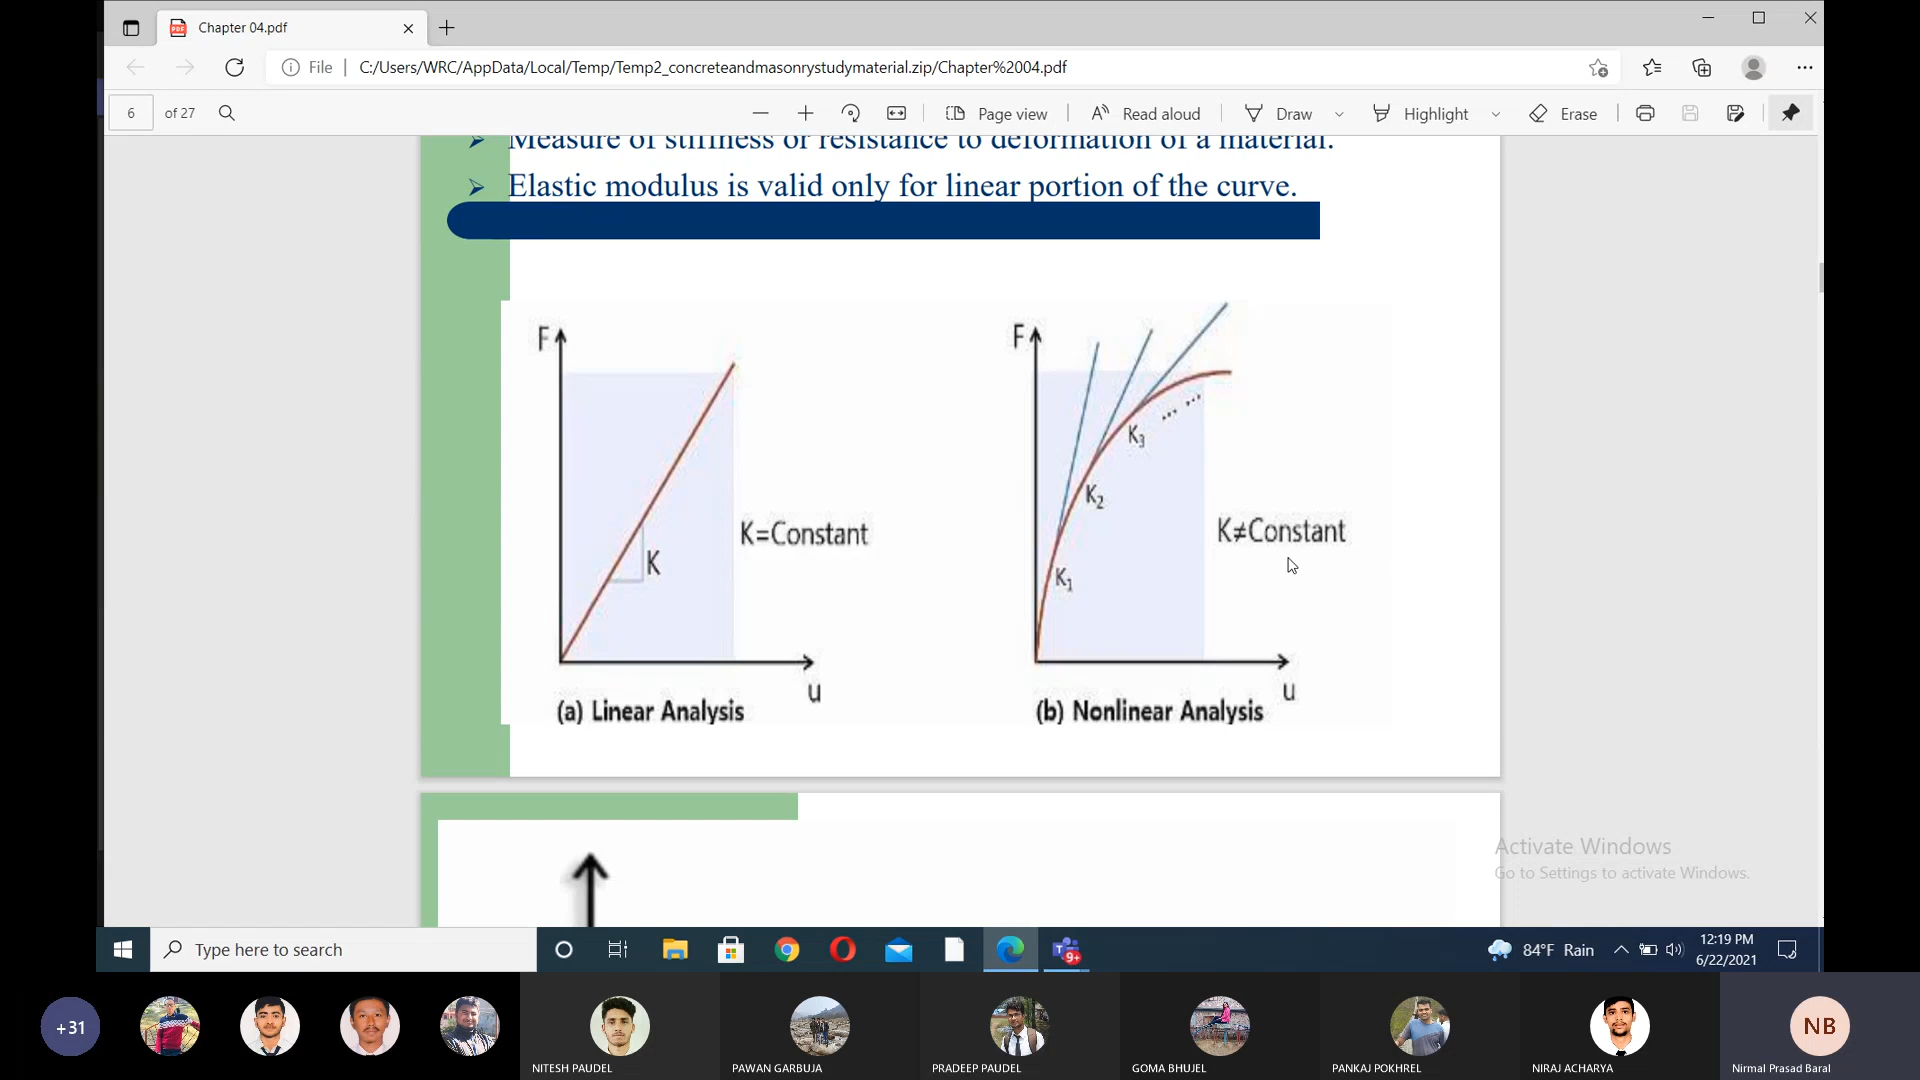 Chapter 04.pdf
File
C:/Users/WRC/AppData/Local/Temp/Temp2_concreteandmasonrystudymaterial.zip/Chapter%2004.pdf
6 of 27
Page view
Read aloud
Draw
Highlight
Erase
Measure of stiffness or resistance to deformation of a material.
Elastic modulus is valid only for linear portion of the curve.
F
K
K=Constant
u
(a) Linear Analysis
F
K3
K2
K1
K≠Constant
u
(b) Nonlinear Analysis
Activate Windows
Go to Settings to activate Windows.
Type here to search
9+
84°F Rain
12:19 PM
6/22/2021
+31
NB
NITESH PAUDEL
PAWAN GARBUJA
PRADEEP PAUDEL
GOMA BHUJEL
PANKAJ POKHREL
NIRAJ ACHARYA
Nirmal Prasad Baral